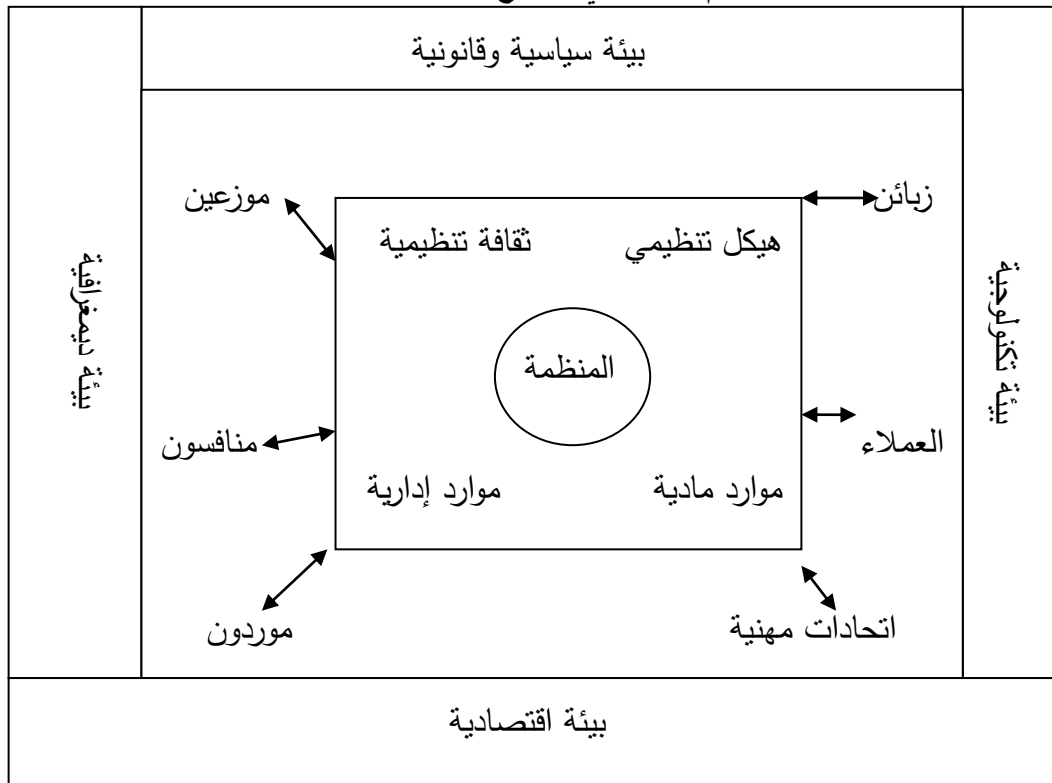 بيئة سياسية وقانونية
زبائن
موزعين
هيكل تنظيمي
ثقافة تنظيمية
بيئة تكنولوجية
بيئة ديمغرافية
المنظمة
العملاء
منافسون
موارد مادية
موارد إدارية
اتحادات مهنية
موردون
بيئة اقتصادية